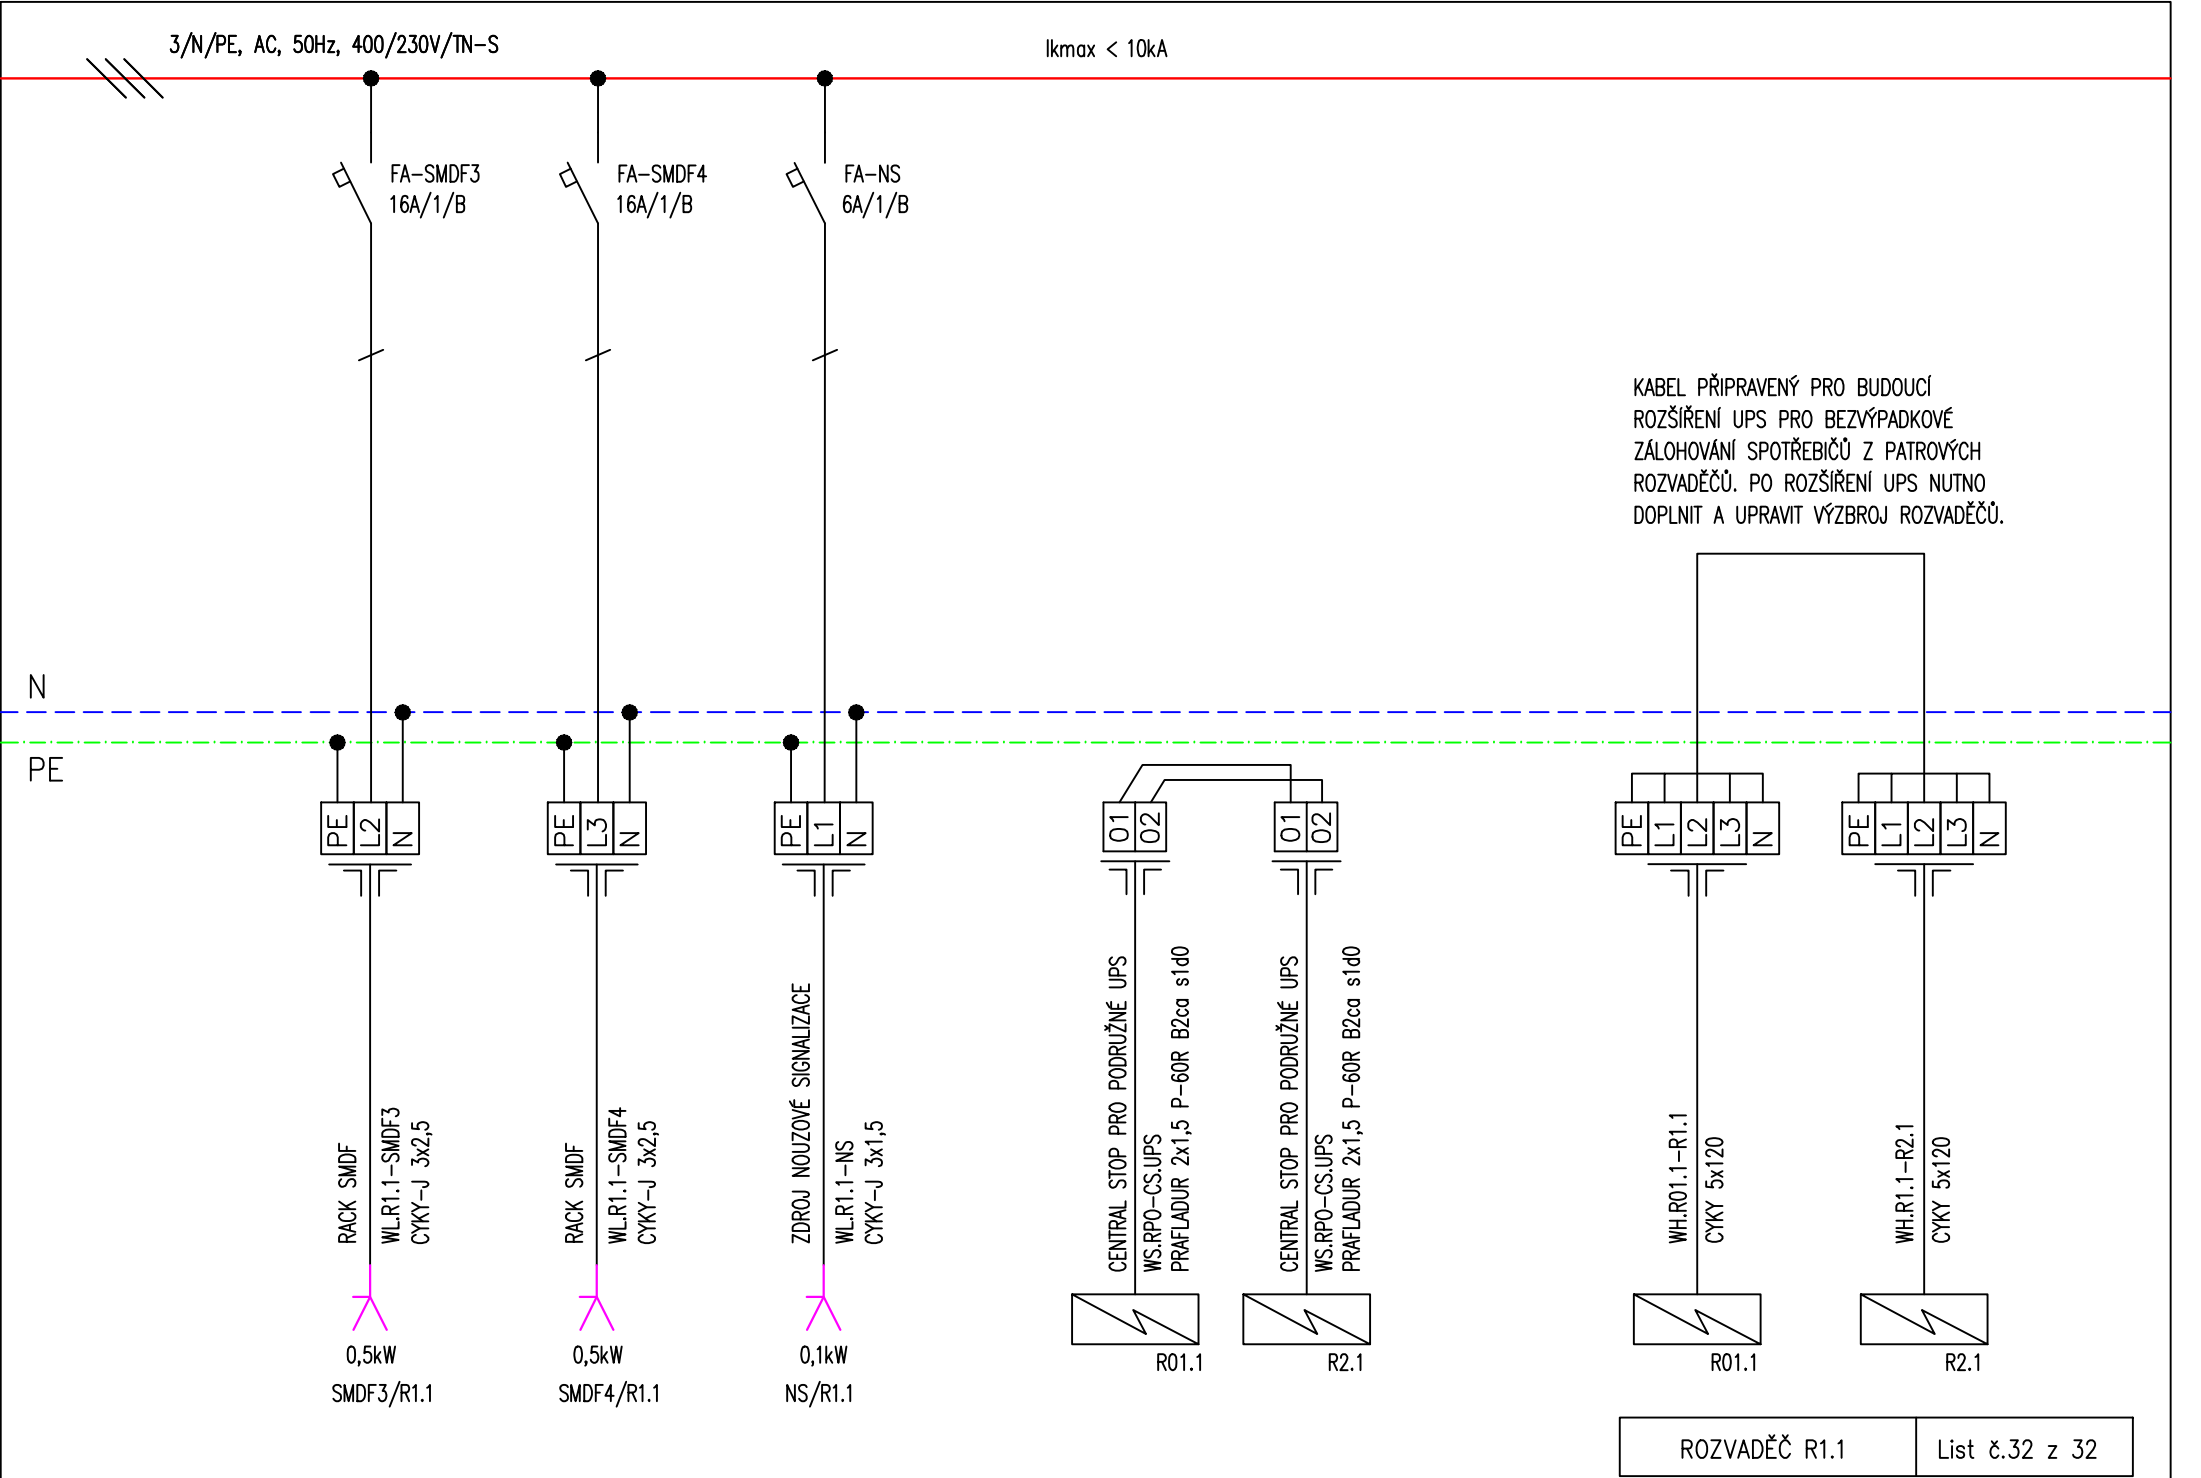 3/N/PE, AC, 50Hz, 400/230V/TN-S
Ikmax < 10kA
FA-SMDF3
16A/1/B
FA-SMDF4
16A/1/B
FA-NS
6A/1/B
KABEL PŘIPRAVENÝ PRO BUDOUCÍ
ROZŠÍŘENÍ UPS PRO BEZVÝPADKOVÉ
ZÁLOHOVÁNÍ SPOTŘEBIČŮ Z PATROVÝCH
ROZVADĚČŮ. PO ROZŠÍŘENÍ UPS NUTNO
DOPLNIT A UPRAVIT VÝZBROJ ROZVADĚČŮ.
N
PE
PE L2 N
PE L3 N
PE L1 N
O1 O2
O1 O2
PE L1 L2 L3 N
PE L1 L2 L3 N
RACK SMDF
WL.R1.1-SMDF3
CYKY-J 3x2,5
RACK SMDF
WL.R1.1-SMDF4
CYKY-J 3x2,5
ZDROJ NOUZOVÉ SIGNALIZACE
WL.R1.1-NS
CYKY-J 3x1,5
CENTRAL STOP PRO PODRUŽNÉ UPS
WS.RPO-CS.UPS
PRAFLADUR 2x1,5 P-60R B2ca s1d0
CENTRAL STOP PRO PODRUŽNÉ UPS
WS.RPO-CS.UPS
PRAFLADUR 2x1,5 P-60R B2ca s1d0
WH.R01.1-R1.1
CYKY 5x120
WH.R1.1-R2.1
CYKY 5x120
0,5kW
SMDF3/R1.1
0,5kW
SMDF4/R1.1
0,1kW
NS/R1.1
R01.1
R2.1
R01.1
R2.1
ROZVADĚČ R1.1
List č.32 z 32